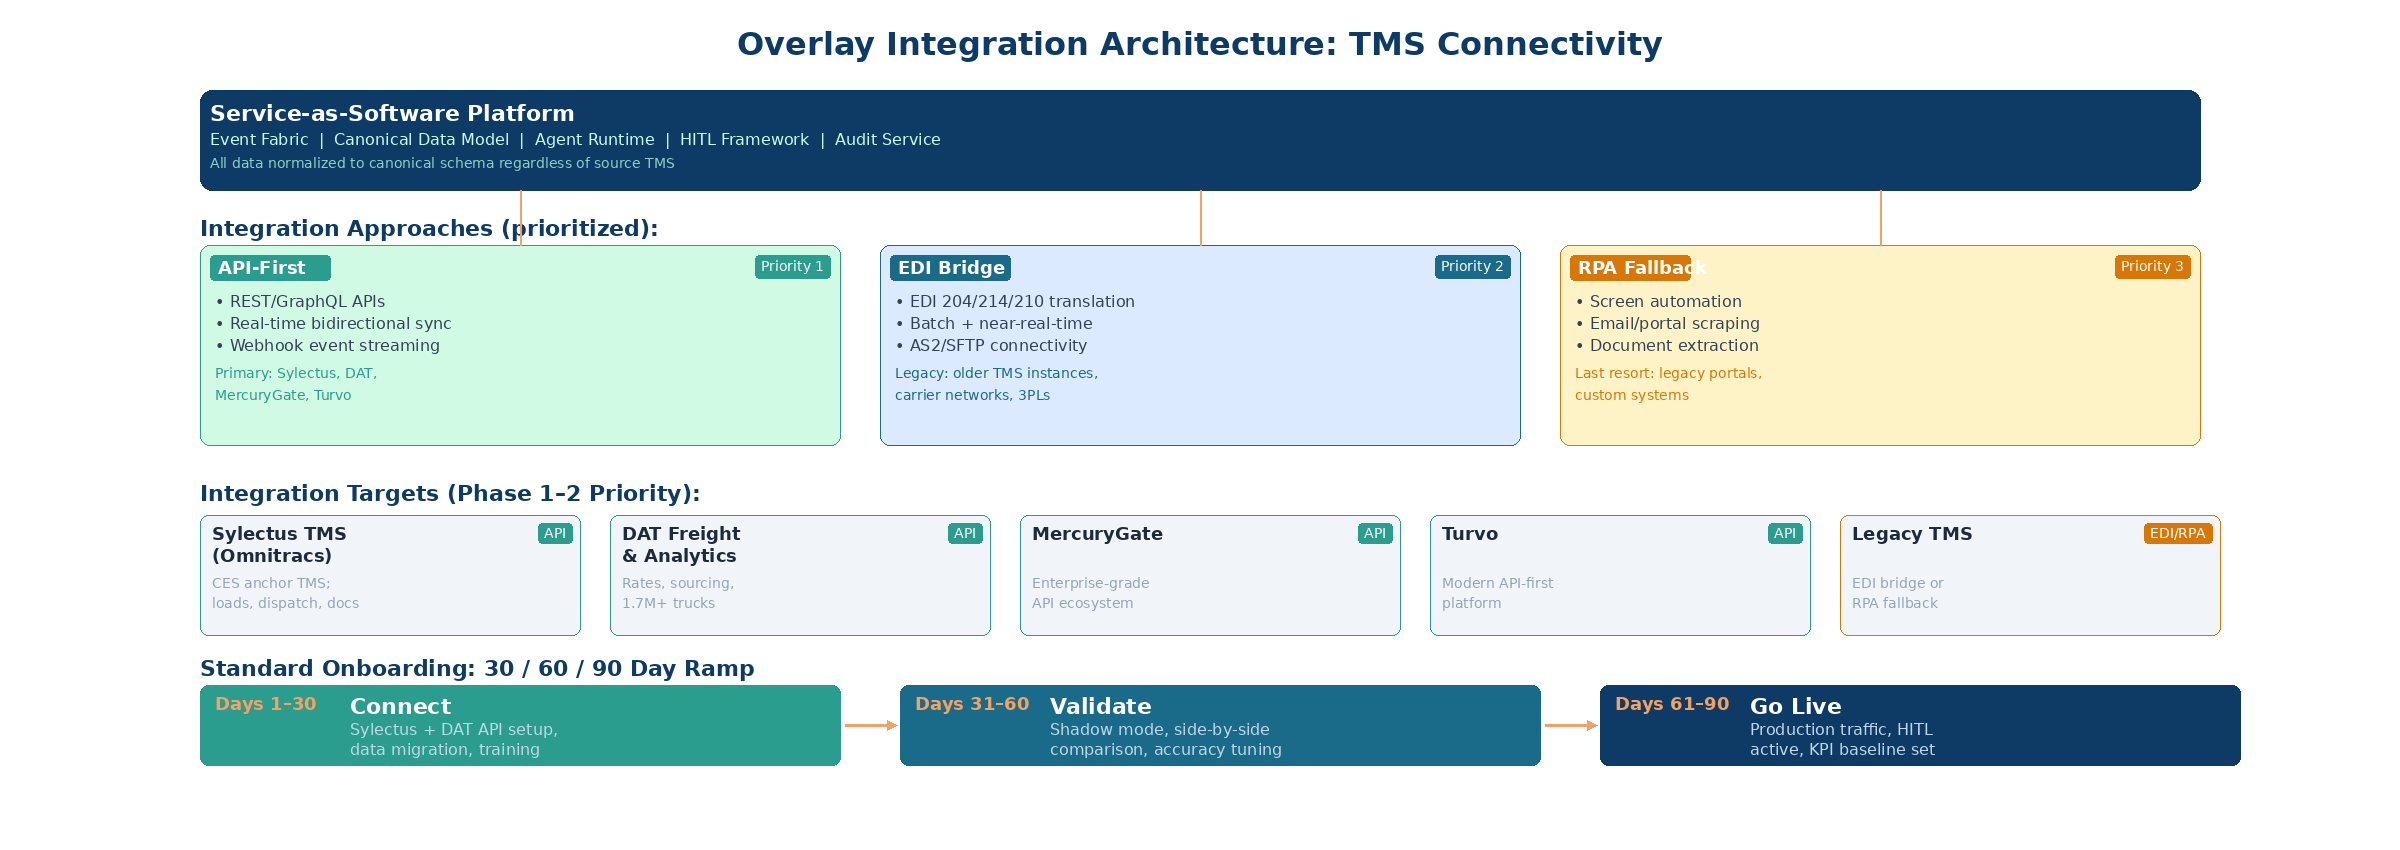 Overlay Integration Architecture: TMS Connectivity
Service-as-Software Platform
Event Fabric | Canonical Data Model | Agent Runtime | HITL Framework | Audit Service
All data normalized to canonical schema regardless of source TMS
Integration Approaches (prioritized):
API-First
Priority 1
• REST/GraphQL APIs
• Real-time bidirectional sync
• Webhook event streaming
Primary: Sylectus, DAT,
MercuryGate, Turvo
EDI Bridge
Priority 2
• EDI 204/214/210 translation
• Batch + near-real-time
• AS2/SFTP connectivity
Legacy: older TMS instances,
carrier networks, 3PLs
RPA Fallback
Priority 3
• Screen automation
• Email/portal scraping
• Document extraction
Last resort: legacy portals,
custom systems
Integration Targets (Phase 1–2 Priority):
Sylectus TMS
(Omnitracs)
API
CES anchor TMS;
loads, dispatch, docs
DAT Freight
& Analytics
API
Rates, sourcing,
1.7M+ trucks
MercuryGate
API
Enterprise-grade
API ecosystem
Turvo
API
Modern API-first
platform
Legacy TMS
EDI/RPA
EDI bridge or
RPA fallback
Standard Onboarding: 30 / 60 / 90 Day Ramp
Days 1–30
Connect
Sylectus + DAT API setup,
data migration, training
Days 31–60
Validate
Shadow mode, side-by-side
comparison, accuracy tuning
Days 61–90
Go Live
Production traffic, HITL
active, KPI baseline set